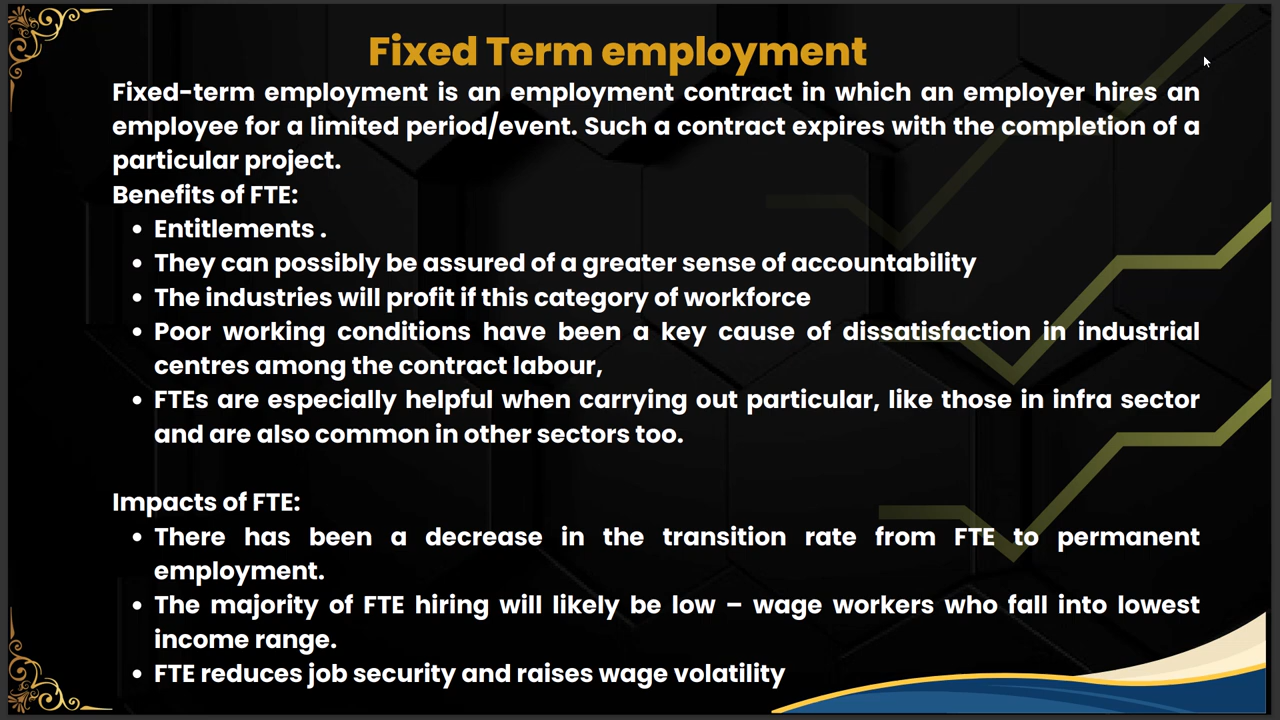 Fixed Term employment
Fixed-term employment is an employment contract in which an employer hires an
employee for a limited period/event. Such a contract expires with the completion of a
particular project.
Benefits of FTE:
• Entitlements .
• They can possibly be assured of a greater sense of accountability
• The industries will profit if this category of workforce
• Poor working conditions have been a key cause of dissatisfaction in industrial
centres among the contract labour,
• FTEs are especially helpful when carrying out particular, like those in infra sector
and are also common in other sectors too.
Impacts of FTE:
• There has been a decrease in the transition rate from FTE to permanent
employment.
• The majority of FTE hiring will likely be low – wage workers who fall into lowest
income range.
• FTE reduces job security and raises wage volatility